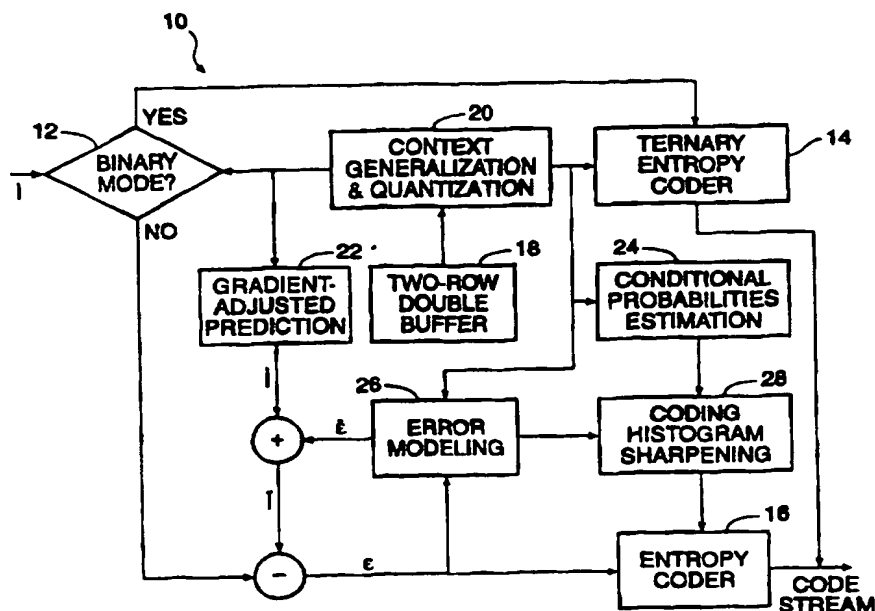 10
12
YES
BINARY
MODE?
I
NO
20
CONTEXT
GENERALIZATION
& QUANTIZATION
TERNARY
ENTROPY
CODER
14
22
GRADIENT-
ADJUSTED
PREDICTION
18
TWO-ROW
DOUBLE
BUFFER
24
CONDITIONAL
PROBABILITIES
ESTIMATION
26
ERROR
MODELING
28
CODING
HISTOGRAM
SHARPENING
+
−
ε
16
ENTROPY
CODER
CODE
STREAM